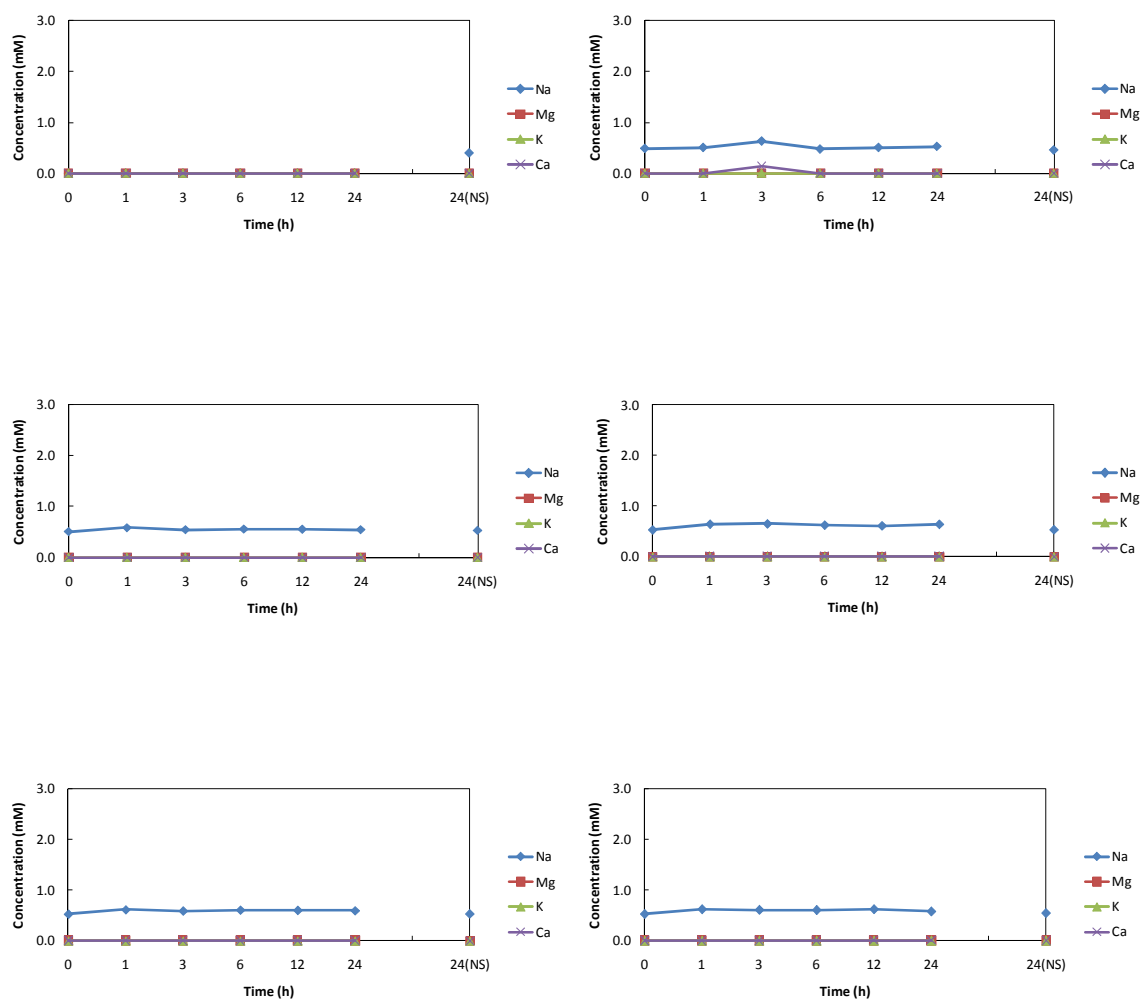 3.0
2.0
1.0
0.0
Concentration (mM)
0 1 3 6 12 24 24(NS)
Time (h)
Na
Mg
K
Ca
3.0
2.0
1.0
0.0
Concentration (mM)
0 1 3 6 12 24 24(NS)
Time (h)
Na
Mg
K
Ca
3.0
2.0
1.0
0.0
Concentration (mM)
0 1 3 6 12 24 24(NS)
Time (h)
Na
Mg
K
Ca
3.0
2.0
1.0
0.0
Concentration (mM)
0 1 3 6 12 24 24(NS)
Time (h)
Na
Mg
K
Ca
3.0
2.0
1.0
0.0
Concentration (mM)
0 1 3 6 12 24 24(NS)
Time (h)
Na
Mg
K
Ca
3.0
2.0
1.0
0.0
Concentration (mM)
0 1 3 6 12 24 24(NS)
Time (h)
Na
Mg
K
Ca